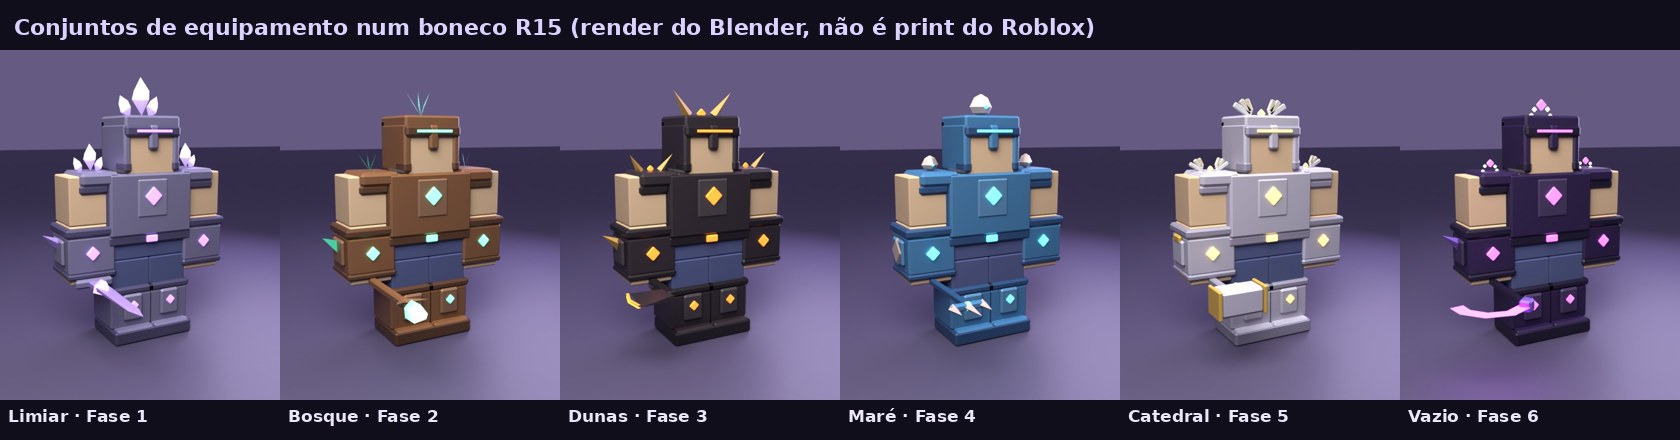 Conjuntos de equipamento num boneco R15 (render do Blender, não é print do Roblox)
Limiar · Fase 1
Bosque · Fase 2
Dunas · Fase 3
Maré · Fase 4
Catedral · Fase 5
Vazio · Fase 6